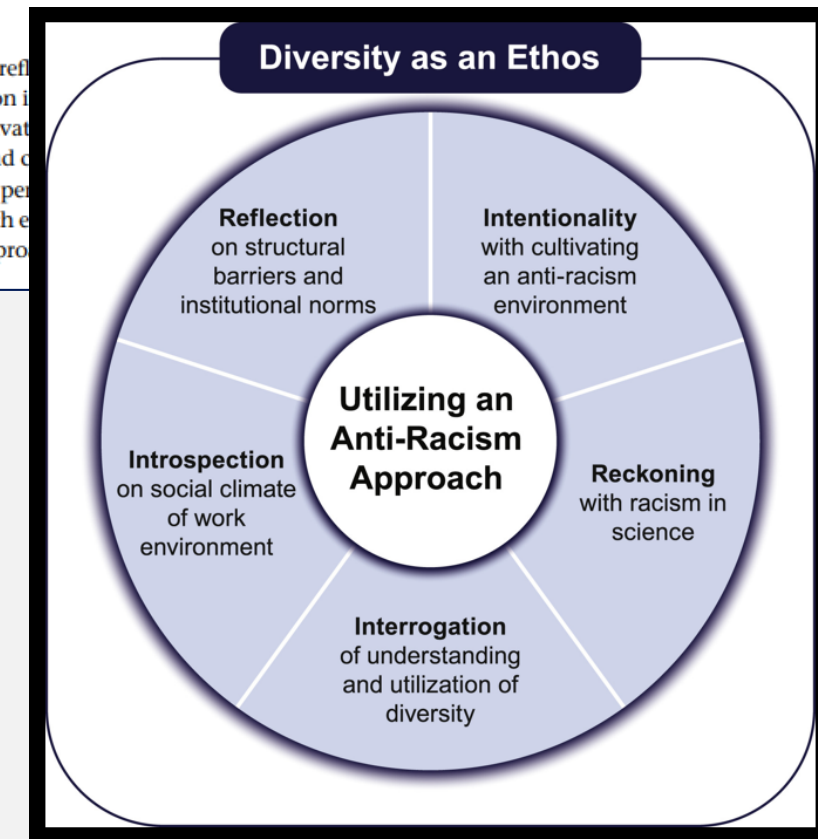 Diversity as an Ethos
Reflection
on structural
barriers and
institutional norms
Intentionality
with cultivating
an anti-racism
environment
Utilizing an
Anti-Racism
Approach
Introspection
on social climate
of work
environment
Reckoning
with racism in
science
Interrogation
of understanding
and utilization of
diversity